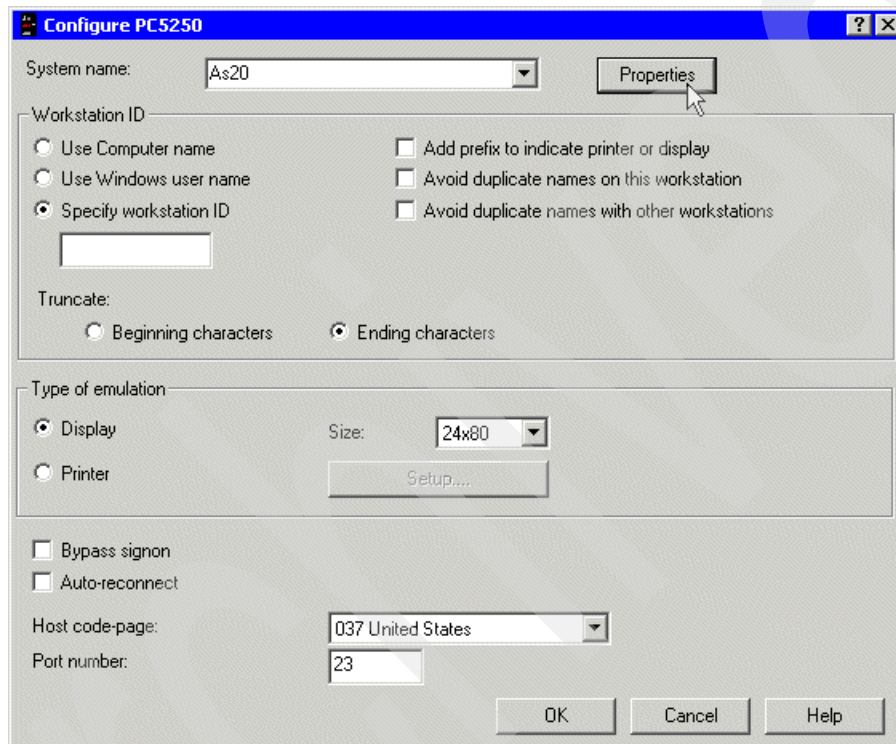 Configure PC5250
System name: As20 Properties
Workstation ID
Use Computer name Add prefix to indicate printer or display
Use Windows user name Avoid duplicate names on this workstation
Specify workstation ID Avoid duplicate names with other workstations
Truncate:
Beginning characters Ending characters
Type of emulation
Display Size: 24x80
Printer Setup....
Bypass signon
Auto-reconnect
Host code-page: 037 United States
Port number: 23
OK Cancel Help